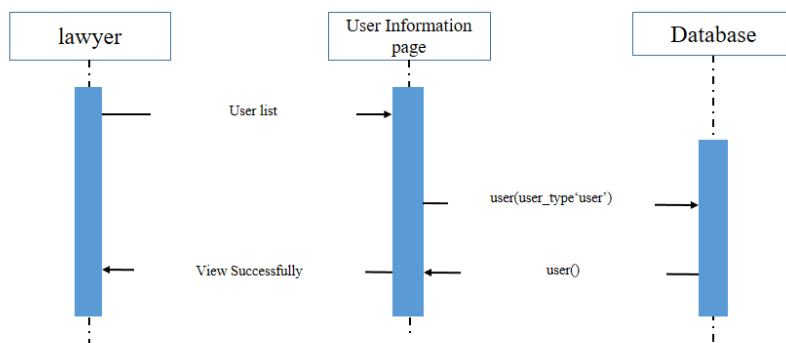 lawyer
User Information
page
Database
User list
user(user_type‘user’)
View Successfully
user()